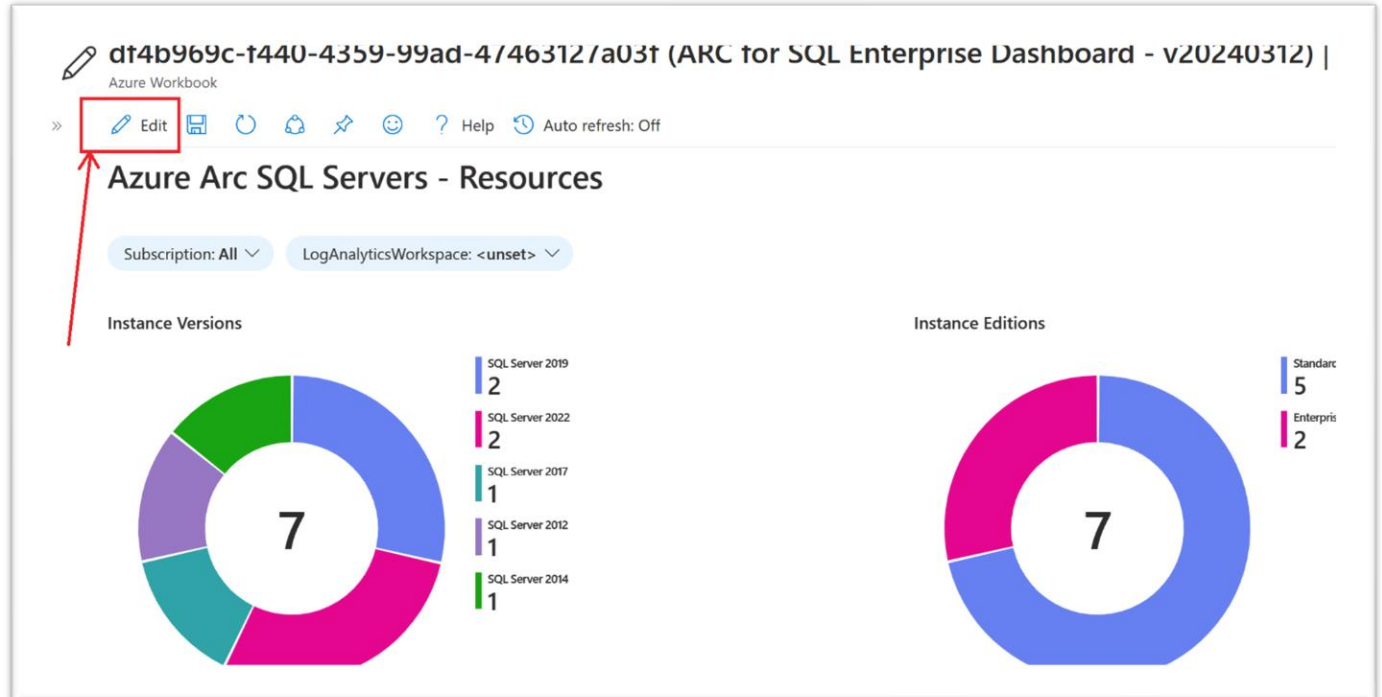 df4b969c-f440-4359-99ad-47463127a03f (ARC for SQL Enterprise Dashboard - v20240312) |
Azure Workbook
» Edit ? Help Auto refresh: Off
Azure Arc SQL Servers - Resources
Subscription: All LogAnalyticsWorkspace: <unset>
Instance Versions
SQL Server 2019
2
SQL Server 2022
2
SQL Server 2017
1
SQL Server 2012
1
SQL Server 2014
1
7
Instance Editions
Standard
5
Enterpris
2
7